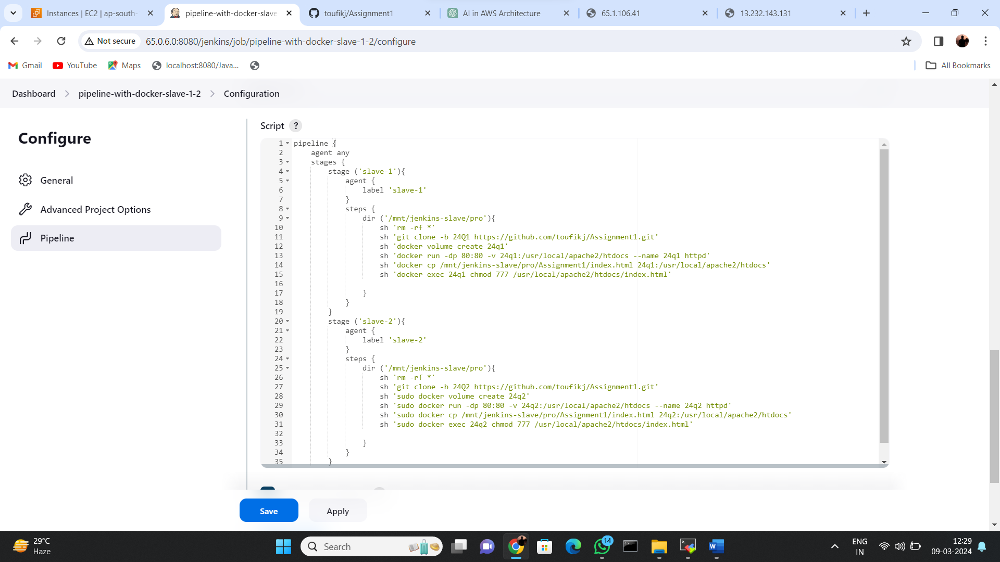 Instances | EC2 | ap-south-
pipeline-with-docker-slave
toufikj/Assignment1
AI in AWS Architecture
65.1.106.41
13.232.143.131
Not secure
65.0.6.0:8080/jenkins/job/pipeline-with-docker-slave-1-2/configure
Gmail
YouTube
Maps
localhost:8080/Java...
All Bookmarks
Dashboard
pipeline-with-docker-slave-1-2
Configuration
Configure
General
Advanced Project Options
Pipeline
Script ?
1 pipeline {
2 agent any
3 stages {
4 stage ('slave-1'){
5 agent {
6 label 'slave-1'
7 }
8 steps {
9 dir ('/mnt/jenkins-slave/pro'){
10 sh 'rm -rf *'
11 sh 'git clone -b 24Q1 https://github.com/toufikj/Assignment1.git'
12 sh 'docker volume create 24q1'
13 sh 'docker run -dp 80:80 -v 24q1:/usr/local/apache2/htdocs --name 24q1 httpd'
14 sh 'docker cp /mnt/jenkins-slave/pro/Assignment1/index.html 24q1:/usr/local/apache2/htdocs'
15 sh 'docker exec 24q1 chmod 777 /usr/local/apache2/htdocs/index.html'
16
17 }
18 }
19 }
20 stage ('slave-2'){
21 agent {
22 label 'slave-2'
23 }
24 steps {
25 dir ('/mnt/jenkins-slave/pro'){
26 sh 'rm -rf *'
27 sh 'git clone -b 24Q2 https://github.com/toufikj/Assignment1.git'
28 sh 'sudo docker volume create 24q2'
29 sh 'sudo docker run -dp 80:80 -v 24q2:/usr/local/apache2/htdocs --name 24q2 httpd'
30 sh 'sudo docker cp /mnt/jenkins-slave/pro/Assignment1/index.html 24q2:/usr/local/apache2/htdocs'
31 sh 'sudo docker exec 24q2 chmod 777 /usr/local/apache2/htdocs/index.html'
32
33 }
34 }
35 }
Save
Apply
29°C
Haze
Search
14
ENG
IN
12:29
09-03-2024